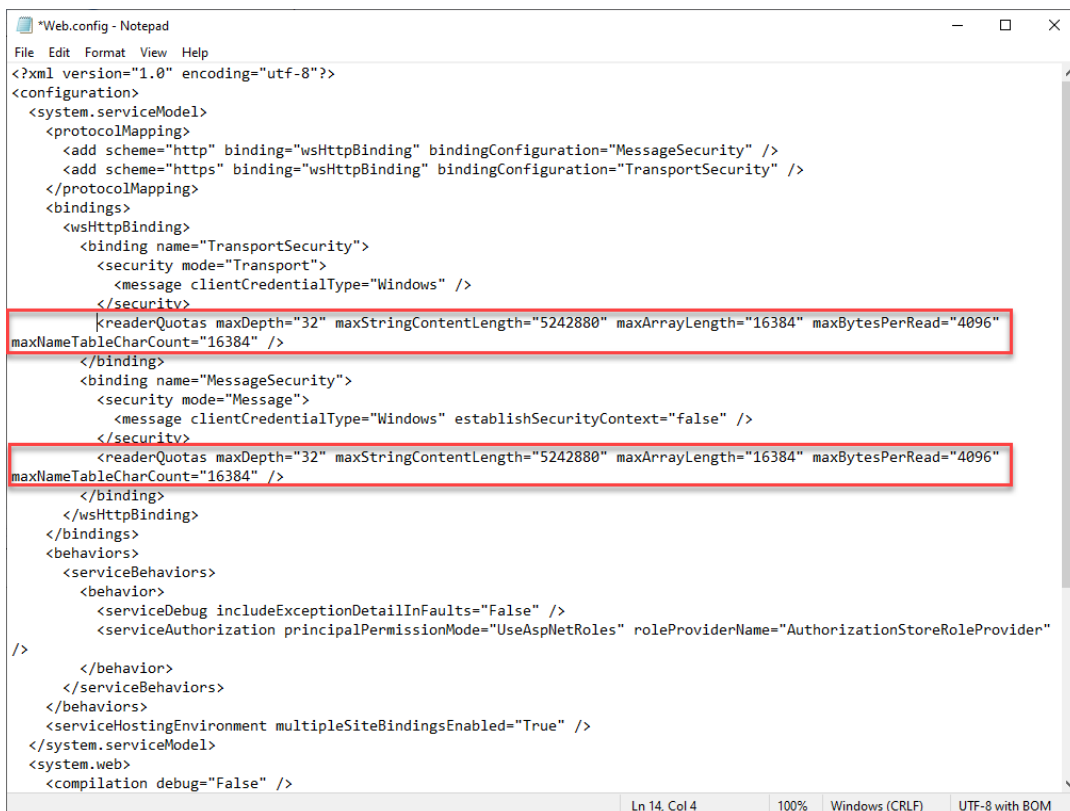 *Web.config - Notepad
File Edit Format View Help
<?xml version="1.0" encoding="utf-8"?>
<configuration>
  <system.serviceModel>
    <protocolMapping>
      <add scheme="http" binding="wsHttpBinding" bindingConfiguration="MessageSecurity" />
      <add scheme="https" binding="wsHttpBinding" bindingConfiguration="TransportSecurity" />
    </protocolMapping>
    <bindings>
      <wsHttpBinding>
        <binding name="TransportSecurity">
          <security mode="Transport">
            <message clientCredentialType="Windows" />
          </security>
          <readerQuotas maxDepth="32" maxStringContentLength="5242880" maxArrayLength="16384" maxBytesPerRead="4096"
maxNameTableCharCount="16384" />
        </binding>
        <binding name="MessageSecurity">
          <security mode="Message">
            <message clientCredentialType="Windows" establishSecurityContext="false" />
          </security>
          <readerQuotas maxDepth="32" maxStringContentLength="5242880" maxArrayLength="16384" maxBytesPerRead="4096"
maxNameTableCharCount="16384" />
        </binding>
      </wsHttpBinding>
    </bindings>
    <behaviors>
      <serviceBehaviors>
        <behavior>
          <serviceDebug includeExceptionDetailInFaults="False" />
          <serviceAuthorization principalPermissionMode="UseAspNetRoles" roleProviderName="AuthorizationStoreRoleProvider"
/>
        </behavior>
      </serviceBehaviors>
    </behaviors>
    <serviceHostingEnvironment multipleSiteBindingsEnabled="True" />
  </system.serviceModel>
  <system.web>
    <compilation debug="False" />
Ln 14, Col 4 100% Windows (CRLF) UTF-8 with BOM